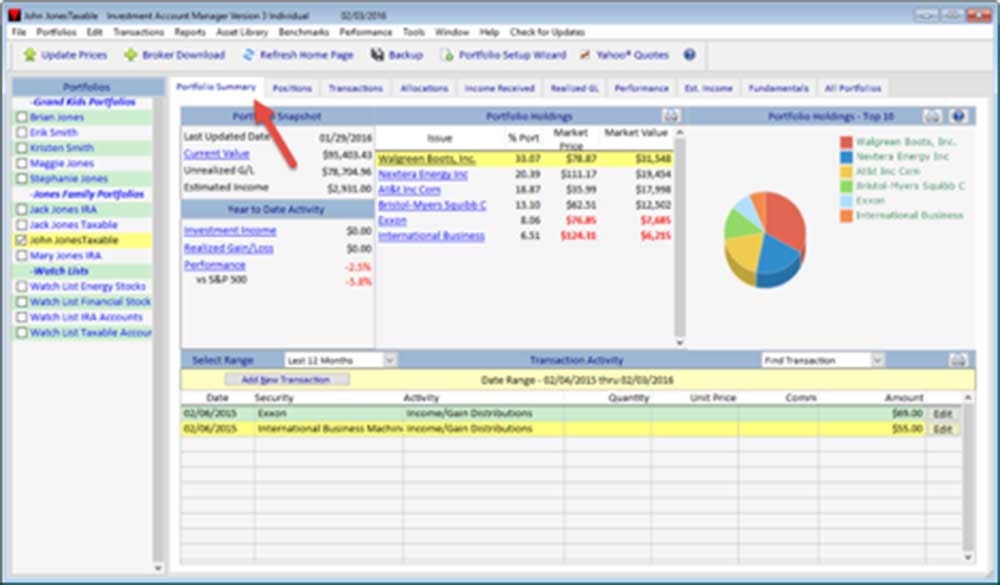 John JonesTaxable Investment Account Manager Version 3 Individual 02/03/2016
File Portfolios Edit Transactions Reports Asset Library Benchmarks Performance Tools Window Help Check for Updates
Update Prices Broker Download Refresh Home Page Backup Portfolio Setup Wizard Yahoo® Quotes
Portfolios
-Grand Kids Portfolios
Brian Jones
Erik Smith
Kristen Smith
Maggie Jones
Stephanie Jones
-Jones Family Portfolios
Jack Jones IRA
Jack Jones Taxable
John JonesTaxable
Mary Jones IRA
-Watch Lists
Watch List Energy Stocks
Watch List Financial Stock
Watch List IRA Accounts
Watch List Taxable Accour
Portfolio Summary Positions Transactions Allocations Income Received Realized GL Performance Est. Income Fundamentals All Portfolios
Snapshot
Last Updated Date 01/29/2016
Current Value $95,403.43
Unrealized G/L $78,704.96
Estimated Income $2,931.00
Year to Date Activity
Investment Income $0.00
Realized Gain/Loss $0.00
Performance -2.5%
vs S&P 500 -5.8%
Portfolio Holdings
Issue % Port Market Price Market Value
Walgreen Boots, Inc. 33.07 $78.87 $31,548
Nextera Energy Inc 20.39 $111.17 $19,454
At&t Inc Com 18.87 $35.99 $17,998
Bristol-Myers Squibb C 13.10 $62.51 $12,502
Exxon 8.06 $76.85 $7,685
International Business 6.51 $124.31 $6,215
Portfolio Holdings - Top 10
Walgreen Boots, Inc.
Nextera Energy Inc
At&t Inc Com
Bristol-Myers Squibb C
Exxon
International Business
Select Range Last 12 Months Transaction Activity Find Transaction
Add New Transaction Date Range - 02/04/2015 thru 02/03/2016
Date Security Activity Quantity Unit Price Comm Amount
02/06/2015 Exxon Income/Gain Distributions $69.00 Edit
02/06/2015 International Business Machin Income/Gain Distributions $55.00 Edit